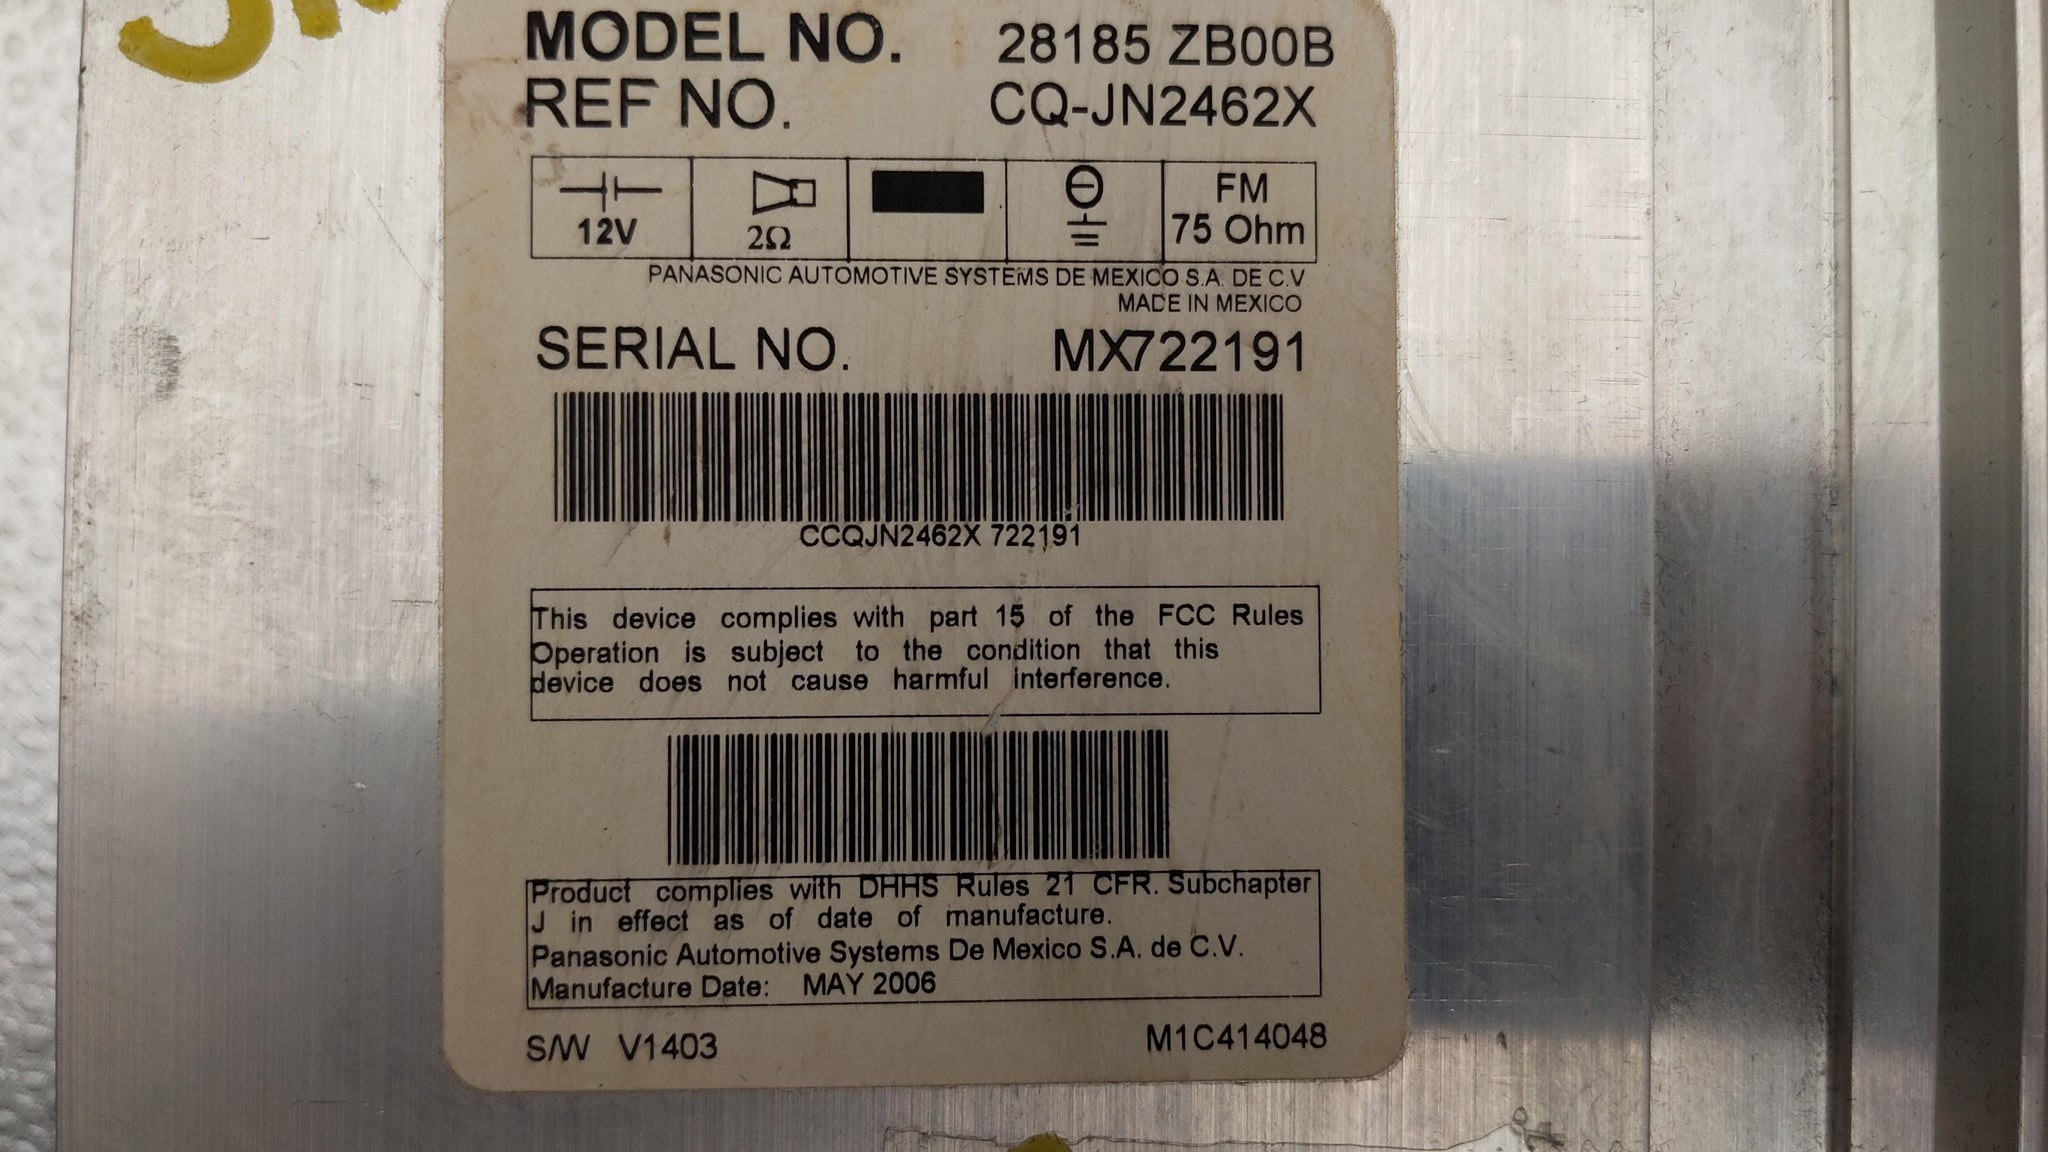 MODEL NO. 28185 ZB00B
REF NO. CQ-JN2462X
12V 2Ω FM 75 Ohm
PANASONIC AUTOMOTIVE SYSTEMS DE MEXICO S.A. DE C.V
MADE IN MEXICO
SERIAL NO. MX722191
CCQJN2462X 722191
This device complies with part 15 of the FCC Rules
Operation is subject to the condition that this
device does not cause harmful interference.
Product complies with DHHS Rules 21 CFR. Subchapter
J in effect as of date of manufacture.
Panasonic Automotive Systems De Mexico S.A. de C.V.
Manufacture Date: MAY 2006
S/W V1403 M1C414048